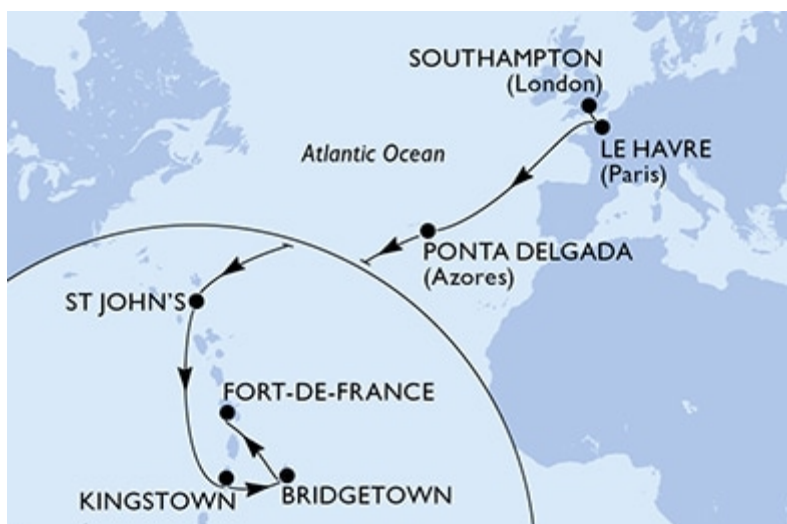 SOUTHAMPTON
(London)
LE HAVRE
(Paris)
Atlantic Ocean
PONTA DELGADA
(Azores)
ST JOHN'S
FORT-DE-FRANCE
KINGSTOWN
BRIDGETOWN